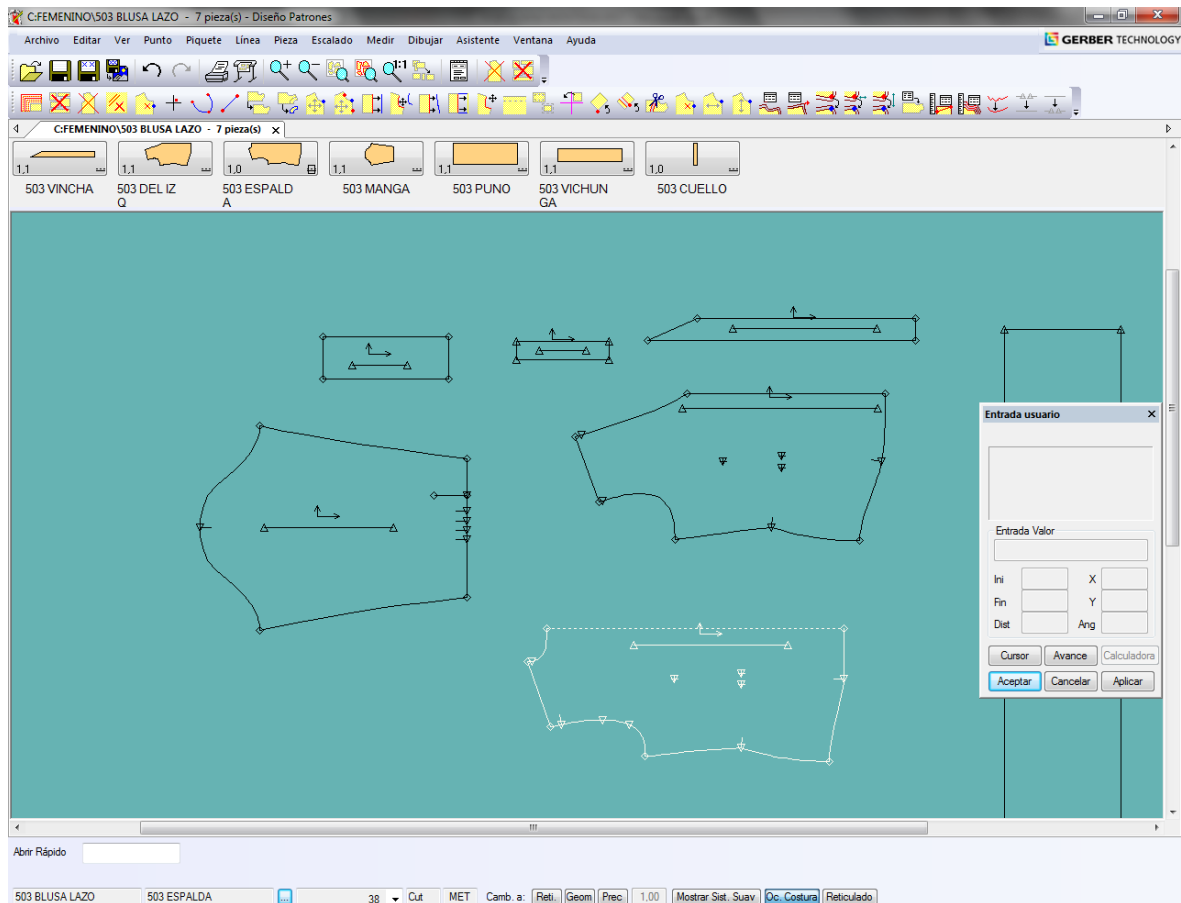 C:FEMENINO\503 BLUSA LAZO - 7 pieza(s) - Diseño Patrones
Archivo Editar Ver Punto Piquete Línea Pieza Escalado Medir Dibujar Asistente Ventana Ayuda
GERBER TECHNOLOGY
1:1
C:FEMENINO\503 BLUSA LAZO - 7 pieza(s) x
1,1 1,1 1,0 1,1 1,1 1,1 1,0
503 VINCHA 503 DEL IZ 503 ESPALD 503 MANGA 503 PUNO 503 VICHUN 503 CUELLO
Q A GA
Entrada usuario
Entrada Valor
Ini X
Fin Y
Dist Ang
Cursor Avance Calculadora
Aceptar Cancelar Aplicar
Abrir Rápido
503 BLUSA LAZO 503 ESPALDA ... 38 Cut MET Camb. a: Reti. Geom Prec 1.00 Mostrar Sist. Suav Oc. Costura Reticulado